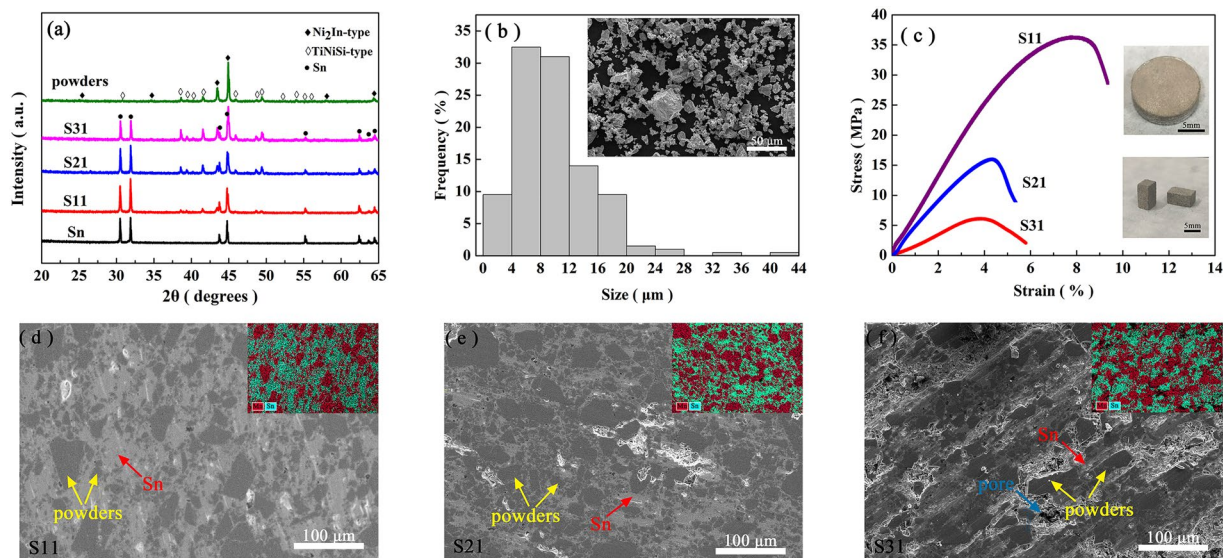 (a)
Ni2In-type
TiNiSi-type
Sn
powders
S31
S21
S11
Sn
Intensity ( a.u. )
20 25 30 35 40 45 50 55 60 65
2θ ( degrees )
( b )
35
30
25
20
15
10
5
0
Frequency ( % )
50 μm
0 4 8 12 16 20 24 28 32 36 40 44
Size ( μm )
( c )
S11
S21
S31
40
35
30
25
20
15
10
5
0
Stress ( MPa )
5mm
5mm
0 2 4 6 8 10 12 14
Strain ( % )
( d )
Sn
Sn
powders
100 μm
S11
( e )
Sn
powders
Sn
100 μm
S21
( f )
Sn
Sn
pore
powders
100 μm
S31